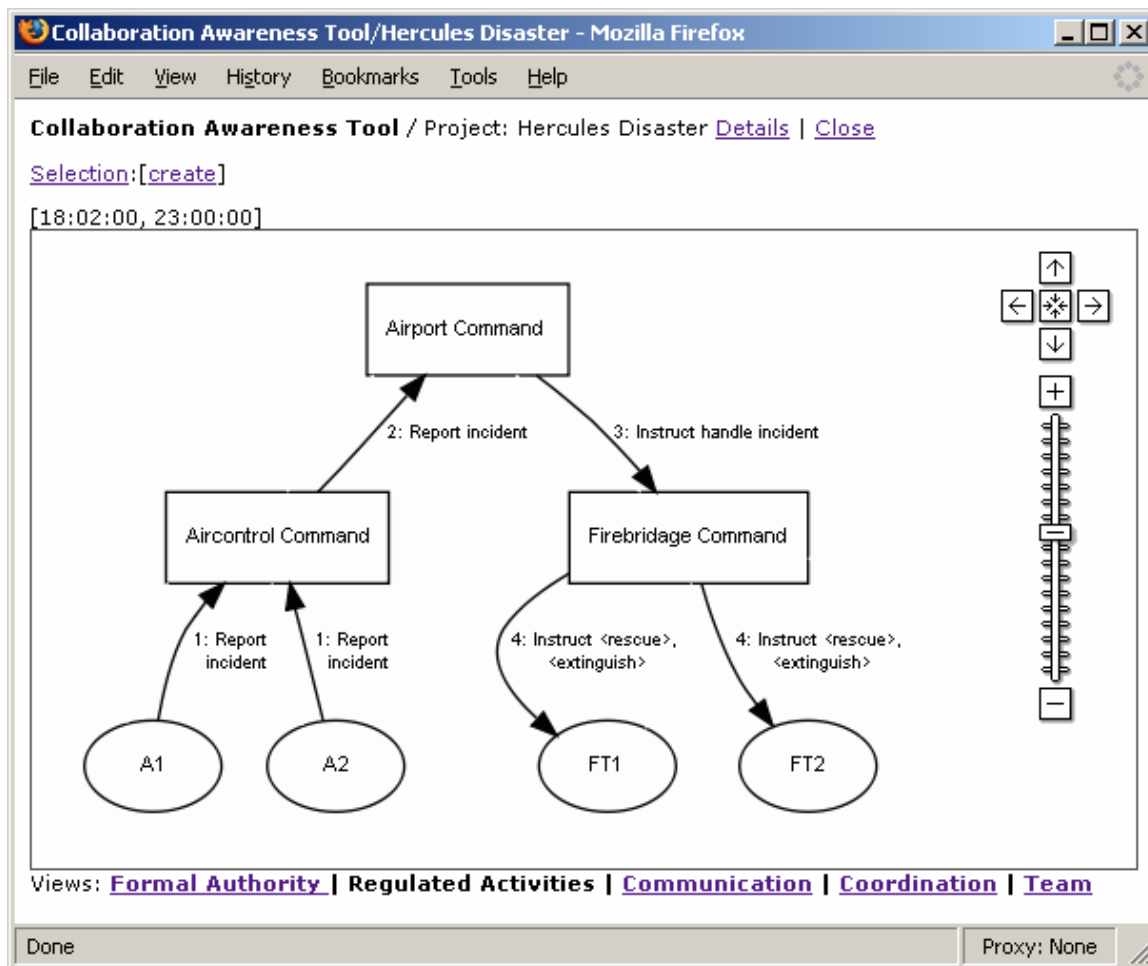 Collaboration Awareness Tool/Hercules Disaster - Mozilla Firefox
File Edit View History Bookmarks Tools Help
Collaboration Awareness Tool / Project: Hercules Disaster Details | Close
Selection:[create]
[18:02:00, 23:00:00]
Airport Command
2: Report incident
3: Instruct handle incident
Aircontrol Command
Firebridage Command
1: Report
incident
1: Report
incident
4: Instruct <rescue>,
<extinguish>
4: Instruct <rescue>,
<extinguish>
A1
A2
FT1
FT2
Views: Formal Authority | Regulated Activities | Communication | Coordination | Team
Done
Proxy: None